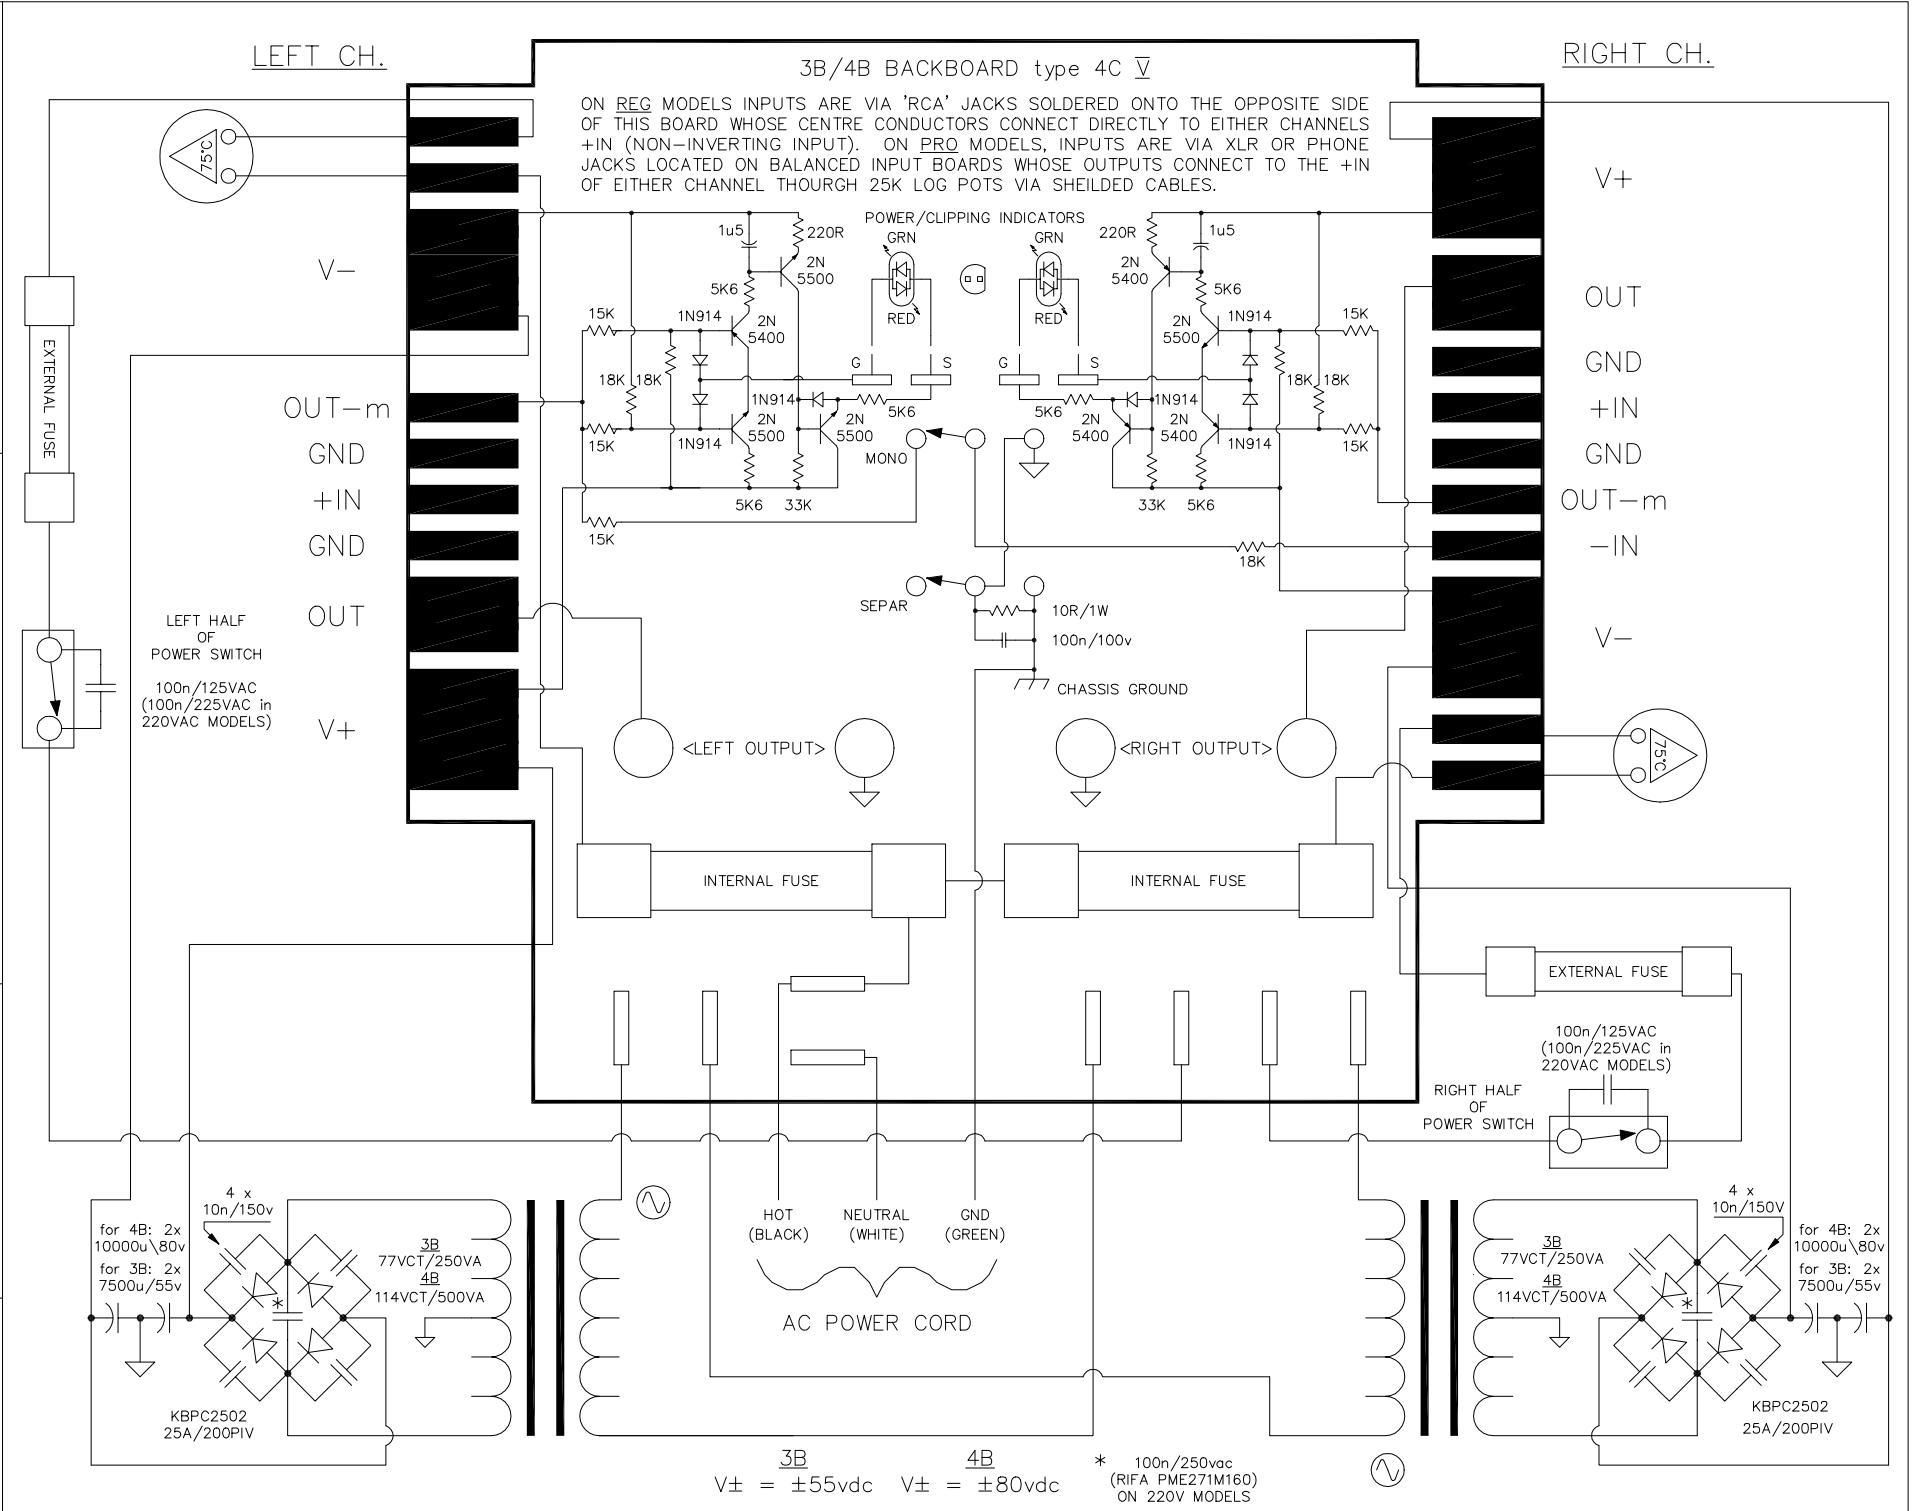 LEFT CH.
RIGHT CH.
3B/4B BACKBOARD type 4C V
ON REG MODELS INPUTS ARE VIA 'RCA' JACKS SOLDERED ONTO THE OPPOSITE SIDE
OF THIS BOARD WHOSE CENTRE CONDUCTORS CONNECT DIRECTLY TO EITHER CHANNELS
+IN (NON-INVERTING INPUT). ON PRO MODELS, INPUTS ARE VIA XLR OR PHONE
JACKS LOCATED ON BALANCED INPUT BOARDS WHOSE OUTPUTS CONNECT TO THE +IN
OF EITHER CHANNEL THOURGH 25K LOG POTS VIA SHEILDED CABLES.
75°C
V-
OUT-m
GND
+IN
GND
OUT
V+
EXTERNAL FUSE
LEFT HALF
OF
POWER SWITCH
100n/125VAC
(100n/225VAC in
220VAC MODELS)
POWER/CLIPPING INDICATORS
1u5
220R
GRN
GRN
220R
1u5
2N
5500
2N
5400
5K6
5K6
RED
RED
15K
1N914
2N
5400
2N
5500
1N914
15K
G
S
G
S
18K
18K
18K
18K
1N914
5K6
5K6
1N914
15K
1N914
2N
5500
2N
5500
2N
5400
2N
5400
1N914
15K
MONO
5K6
33K
33K
5K6
15K
18K
SEPAR
10R/1W
100n/100v
CHASSIS GROUND
<LEFT OUTPUT>
<RIGHT OUTPUT>
INTERNAL FUSE
INTERNAL FUSE
V+
OUT
GND
+IN
GND
OUT-m
-IN
V-
75°C
EXTERNAL FUSE
100n/125VAC
(100n/225VAC in
220VAC MODELS)
RIGHT HALF
OF
POWER SWITCH
4 x
10n/150v
for 4B: 2x
10000u\80v
for 3B: 2x
7500u/55v
*
3B
77VCT/250VA
4B
114VCT/500VA
KBPC2502
25A/200PIV
HOT
(BLACK)
NEUTRAL
(WHITE)
GND
(GREEN)
AC POWER CORD
3B
77VCT/250VA
4B
114VCT/500VA
4 x
10n/150V
for 4B: 2x
10000u\80v
for 3B: 2x
7500u/55v
*
KBPC2502
25A/200PIV
3B
V± = ±55vdc
4B
V± = ±80vdc
* 100n/250vac
(RIFA PME271M160)
ON 220V MODELS